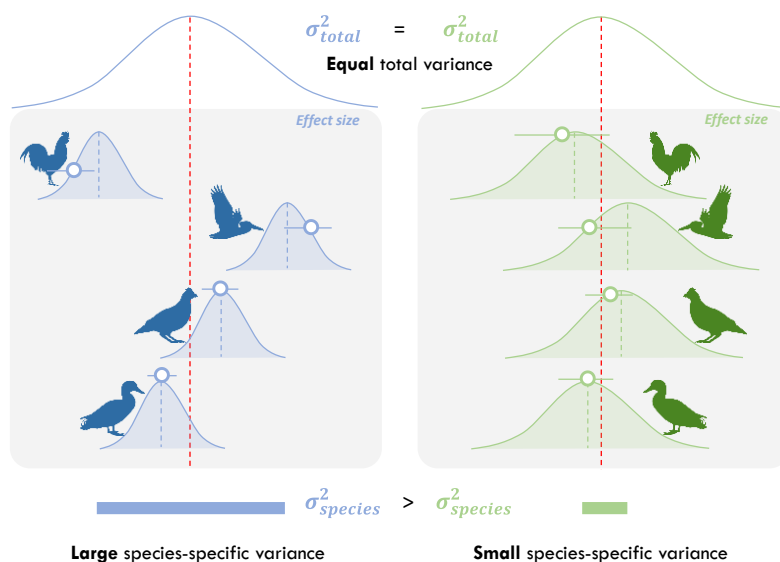 σ²total = σ²total
Equal total variance
Effect size
Effect size
σ²species > σ²species
Large species-specific variance
Small species-specific variance